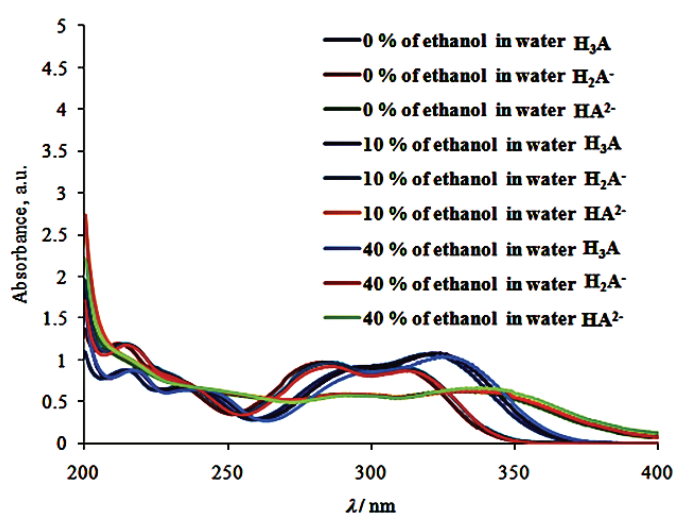 5
4.5
4
3.5
3
2.5
2
1.5
1
0.5
0
Absorbance, a.u.
0 % of ethanol in water H₃A
0 % of ethanol in water H₂A⁻
0 % of ethanol in water HA²⁻
10 % of ethanol in water H₃A
10 % of ethanol in water H₂A⁻
10 % of ethanol in water HA²⁻
40 % of ethanol in water H₃A
40 % of ethanol in water H₂A⁻
40 % of ethanol in water HA²⁻
200 250 300 350 400
λ/ nm